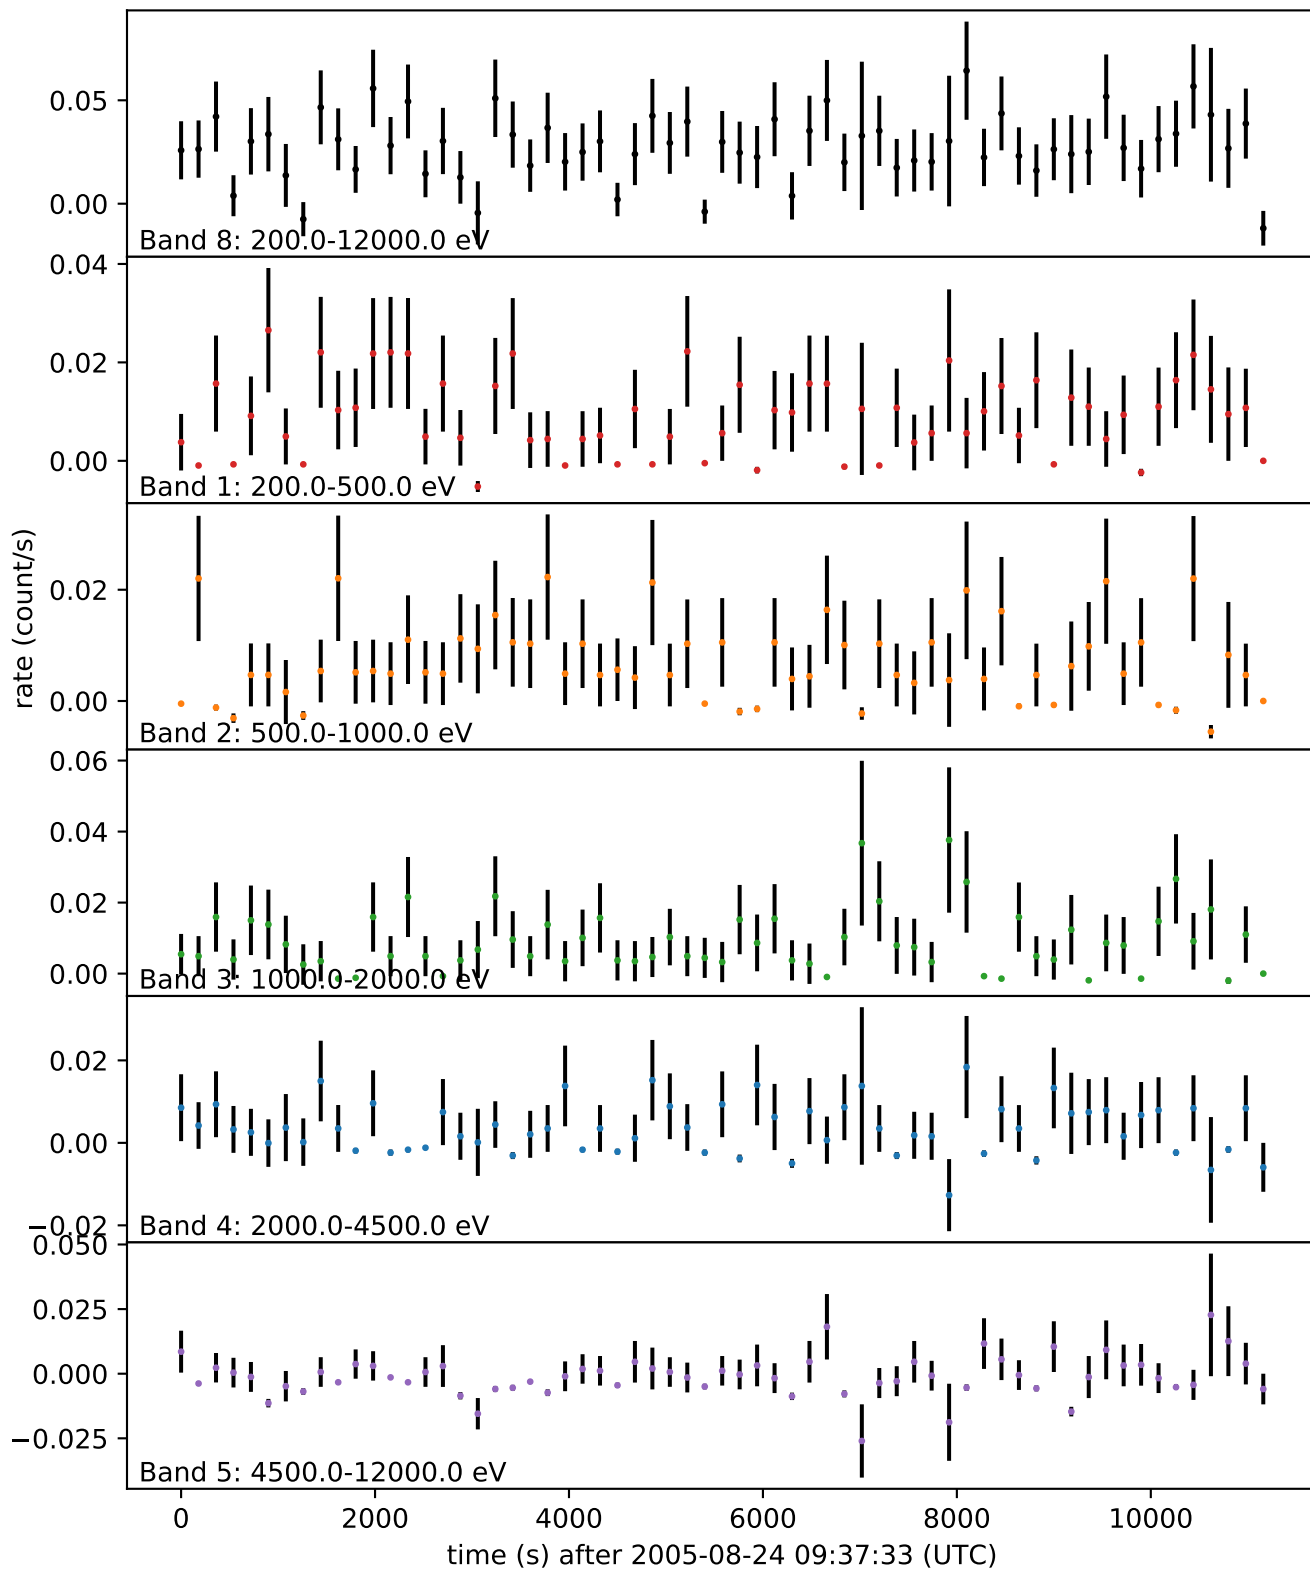 0.05
0.00
Band 8: 200.0-12000.0 eV
0.04
0.02
0.00
Band 1: 200.0-500.0 eV
rate (count/s)
0.02
0.00
Band 2: 500.0-1000.0 eV
0.06
0.04
0.02
0.00
Band 3: 1000.0-2000.0 eV
0.02
0.00
−0.02
Band 4: 2000.0-4500.0 eV
0.050
0.025
0.000
−0.025
Band 5: 4500.0-12000.0 eV
0 2000 4000 6000 8000 10000
time (s) after 2005-08-24 09:37:33 (UTC)